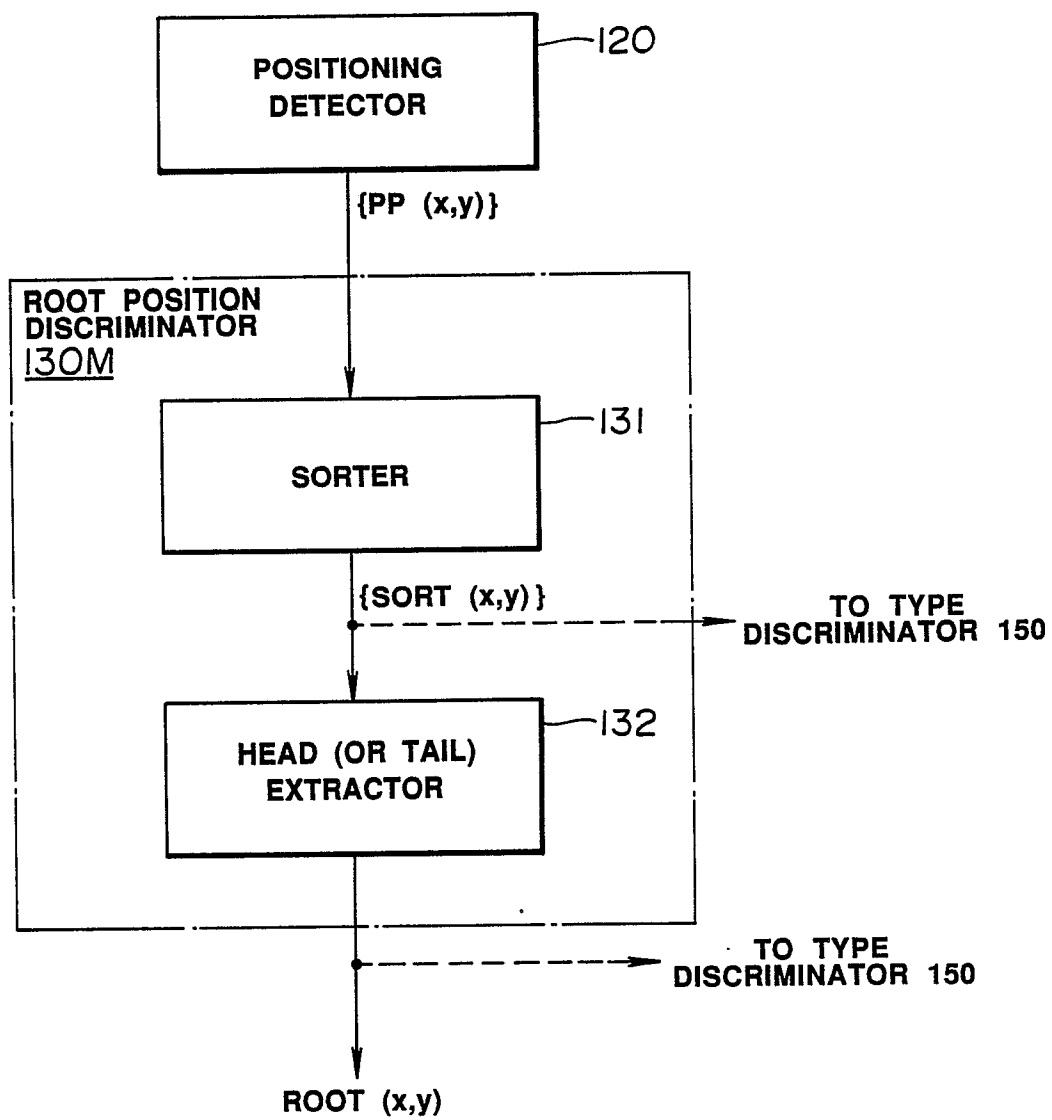 120
POSITIONING
DETECTOR
{PP (x,y)}
ROOT POSITION
DISCRIMINATOR
130M
131
SORTER
{SORT (x,y)}
TO TYPE
DISCRIMINATOR 150
132
HEAD (OR TAIL)
EXTRACTOR
TO TYPE
DISCRIMINATOR 150
ROOT (x,y)